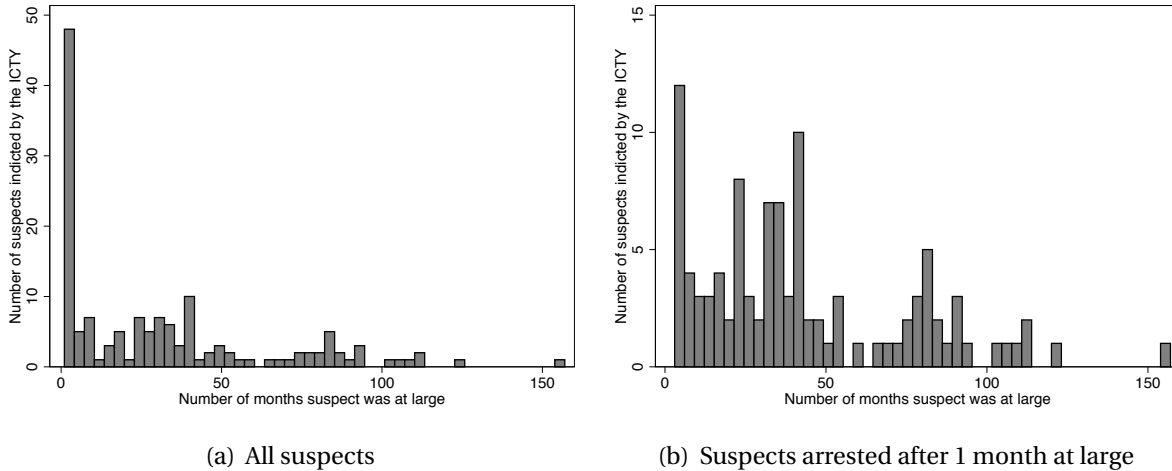 Number of suspects indicted by the ICTY
50
40
30
20
10
0
0 50 100 150
Number of months suspect was at large
(a) All suspects
Number of suspects indicted by the ICTY
15
10
5
0
0 50 100 150
Number of months suspect was at large
(b) Suspects arrested after 1 month at large